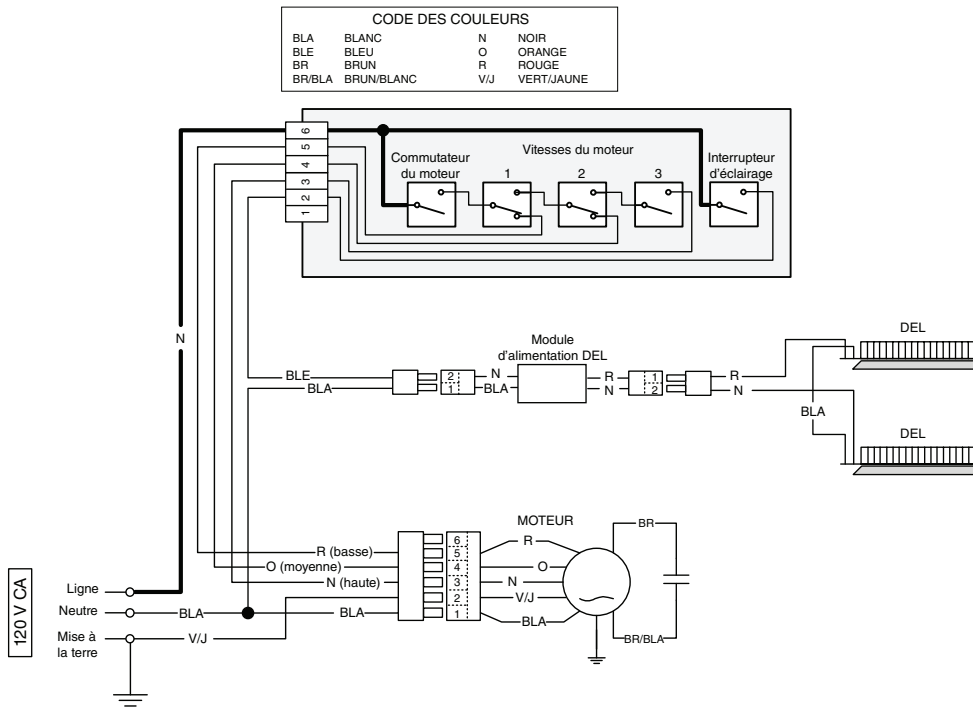 CODE DES COULEURS
BLA BLANC N NOIR
BLE BLEU O ORANGE
BR BRUN R ROUGE
BR/BLA BRUN/BLANC V/J VERT/JAUNE
6
5
4
3
2
1
Commutateur
du moteur
Vitesses du moteur
1 2 3
Interrupteur
d'éclairage
N
Module
d'alimentation DEL
BLE
BLA
2
1
N
BLA
R
N
1
2
R
N
BLA
DEL
DEL
MOTEUR
R (basse)
O (moyenne)
N (haute)
BLA
BLA
V/J
6
5
4
3
2
1
R
O
N
V/J
BLA
BR
BR/BLA
120 V CA
Ligne
Neutre
Mise à
la terre